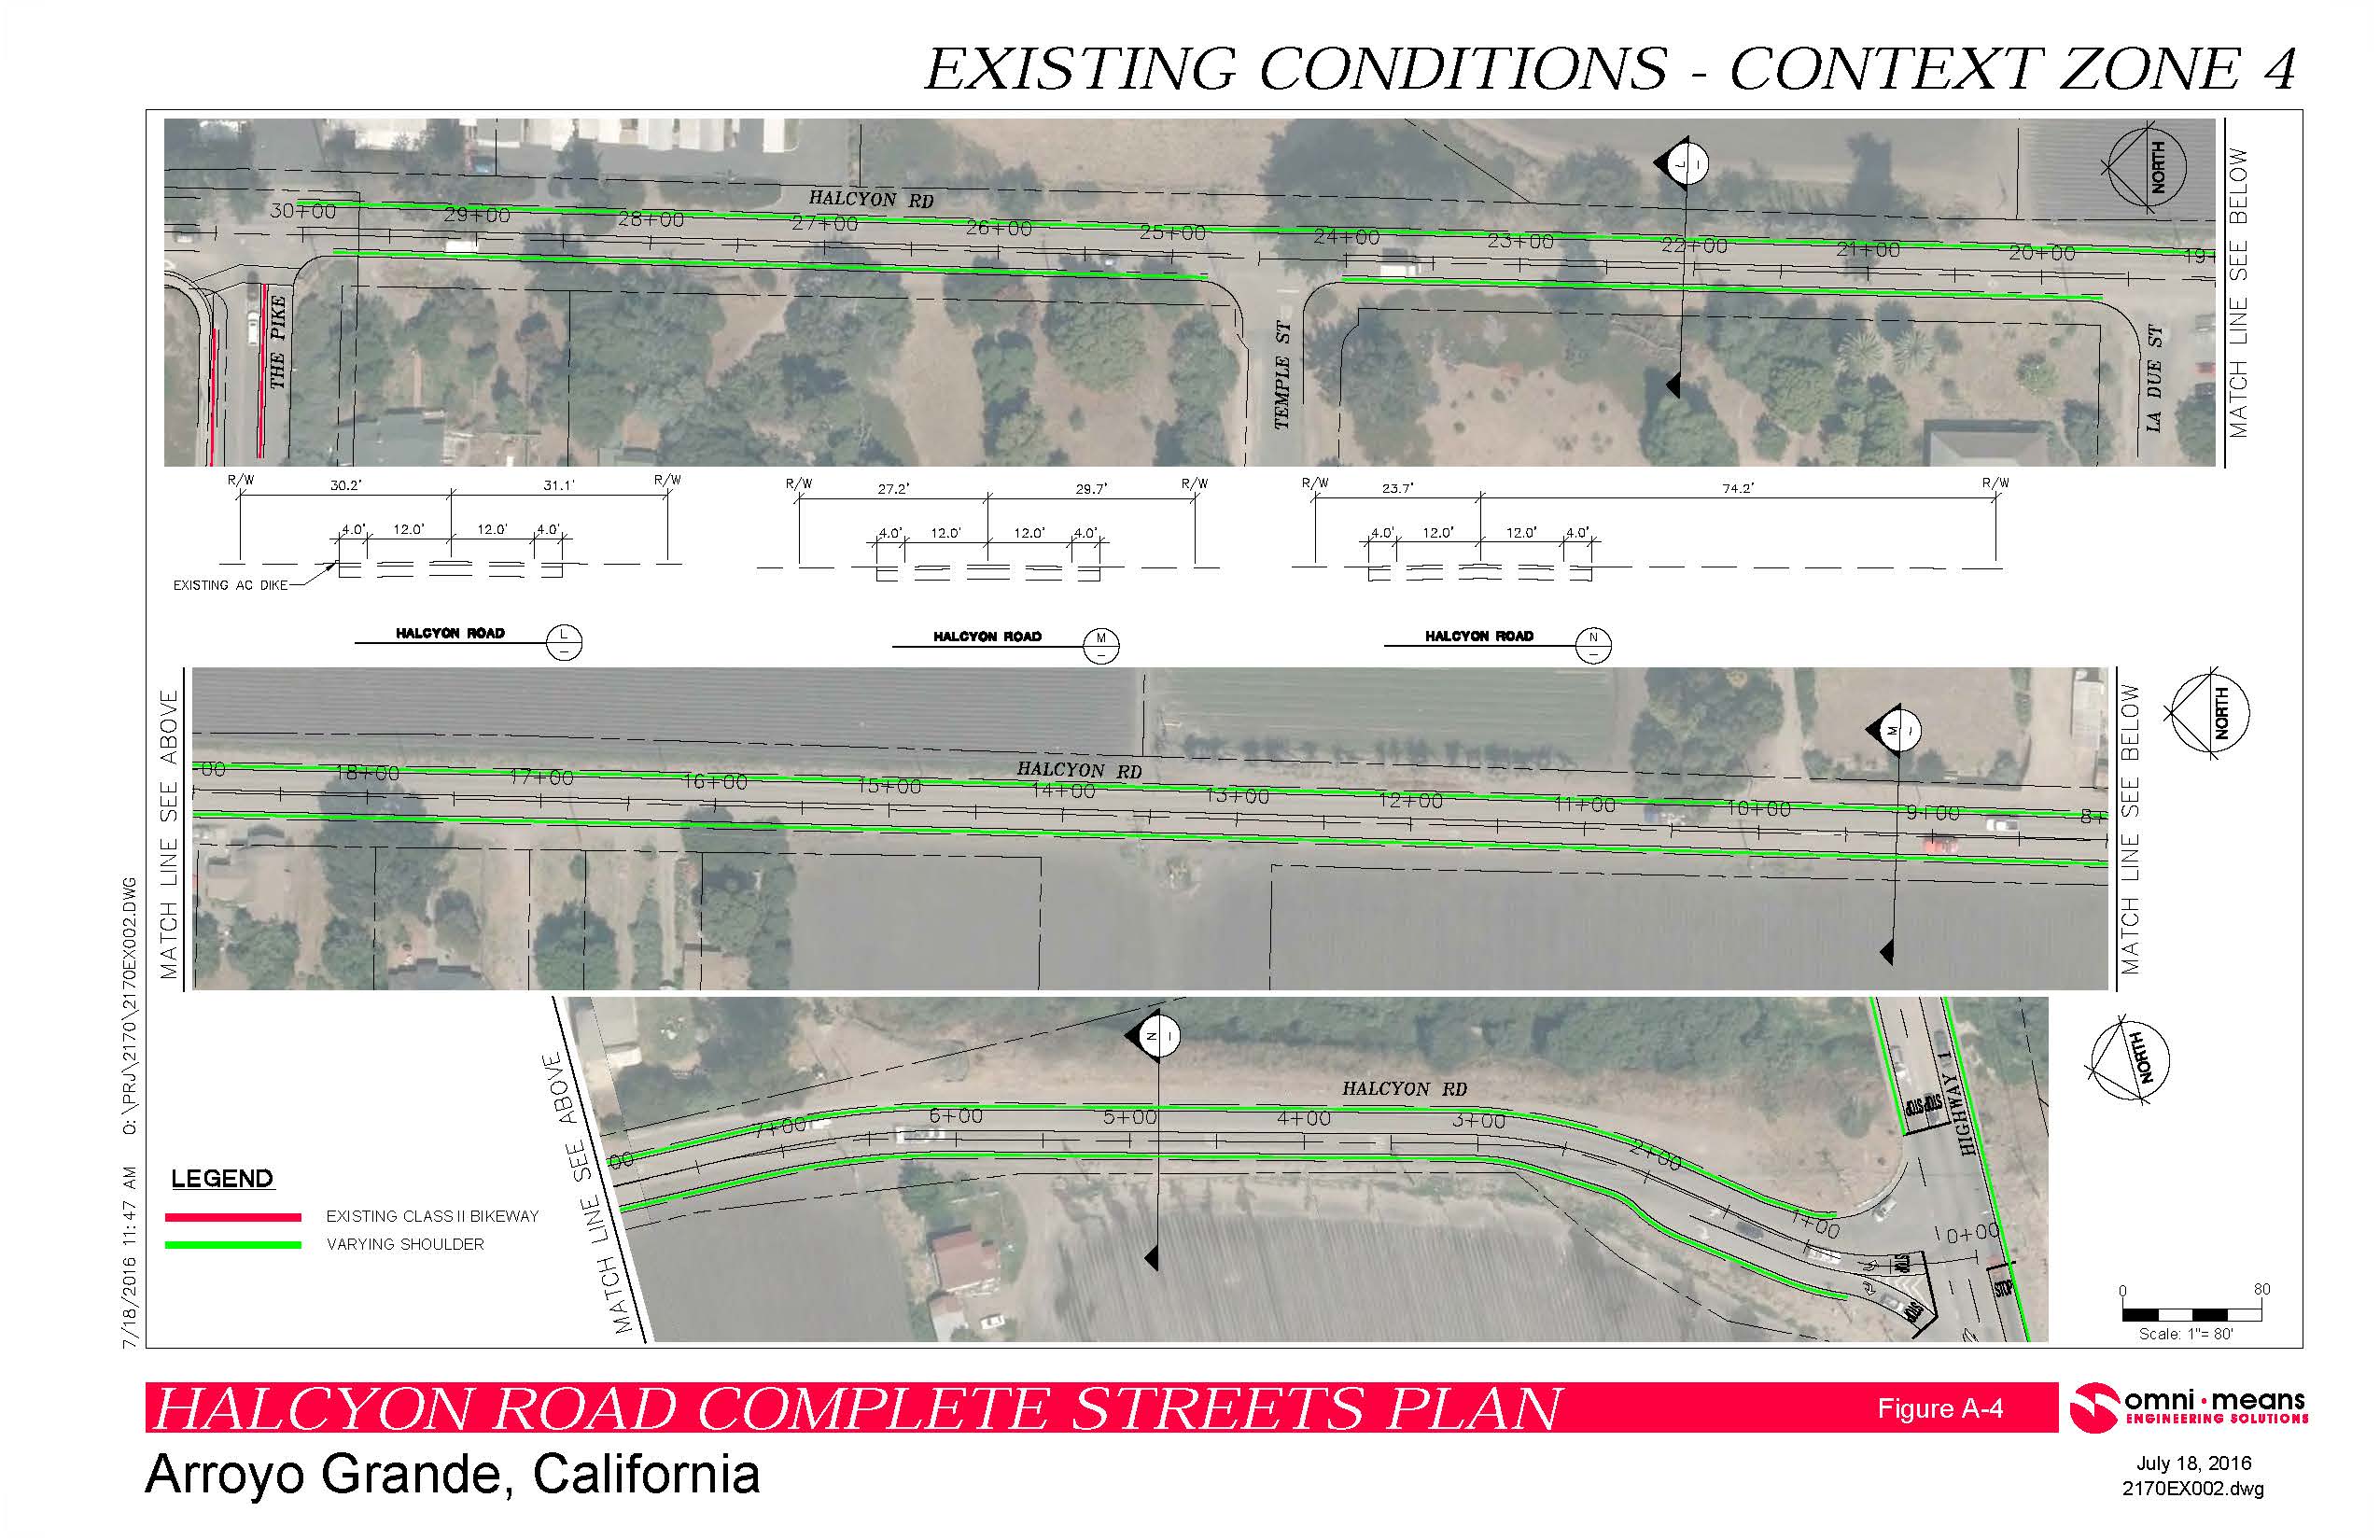 EXISTING CONDITIONS - CONTEXT ZONE 4
HALCYON RD
30+00
29+00
28+00
27+00
26+00
25+00
24+00
23+00
22+00
21+00
20+00
19+
L
–
NORTH
MATCH LINE SEE BELOW
THE PIKE
TEMPLE ST
LA DUE ST
R/W
30.2'
31.1'
R/W
4.0'
12.0'
12.0'
4.0'
EXISTING AC DIKE
HALCYON ROAD
L
–
R/W
27.2'
29.7'
R/W
4.0'
12.0'
12.0'
4.0'
HALCYON ROAD
M
–
R/W
23.7'
74.2'
R/W
4.0'
12.0'
12.0'
4.0'
HALCYON ROAD
N
–
MATCH LINE SEE ABOVE
HALCYON RD
-00
18+00
17+00
16+00
15+00
14+00
13+00
12+00
11+00
10+00
9+00
8+
M
–
MATCH LINE SEE BELOW
NORTH
MATCH LINE SEE ABOVE
HALCYON RD
00
7+00
6+00
5+00
4+00
3+00
2+00
1+00
0+00
N
–
STOP
STOP
HIGHWAY 1
STOP
STOP
STOP
NORTH
LEGEND
EXISTING CLASS II BIKEWAY
VARYING SHOULDER
0 80
Scale: 1"= 80'
7/18/2016 11:47 AM O:\PRJ\2170\2170EX002.DWG
HALCYON ROAD COMPLETE STREETS PLAN
Figure A-4
omni·means
ENGINEERING SOLUTIONS
Arroyo Grande, California
July 18, 2016
2170EX002.dwg